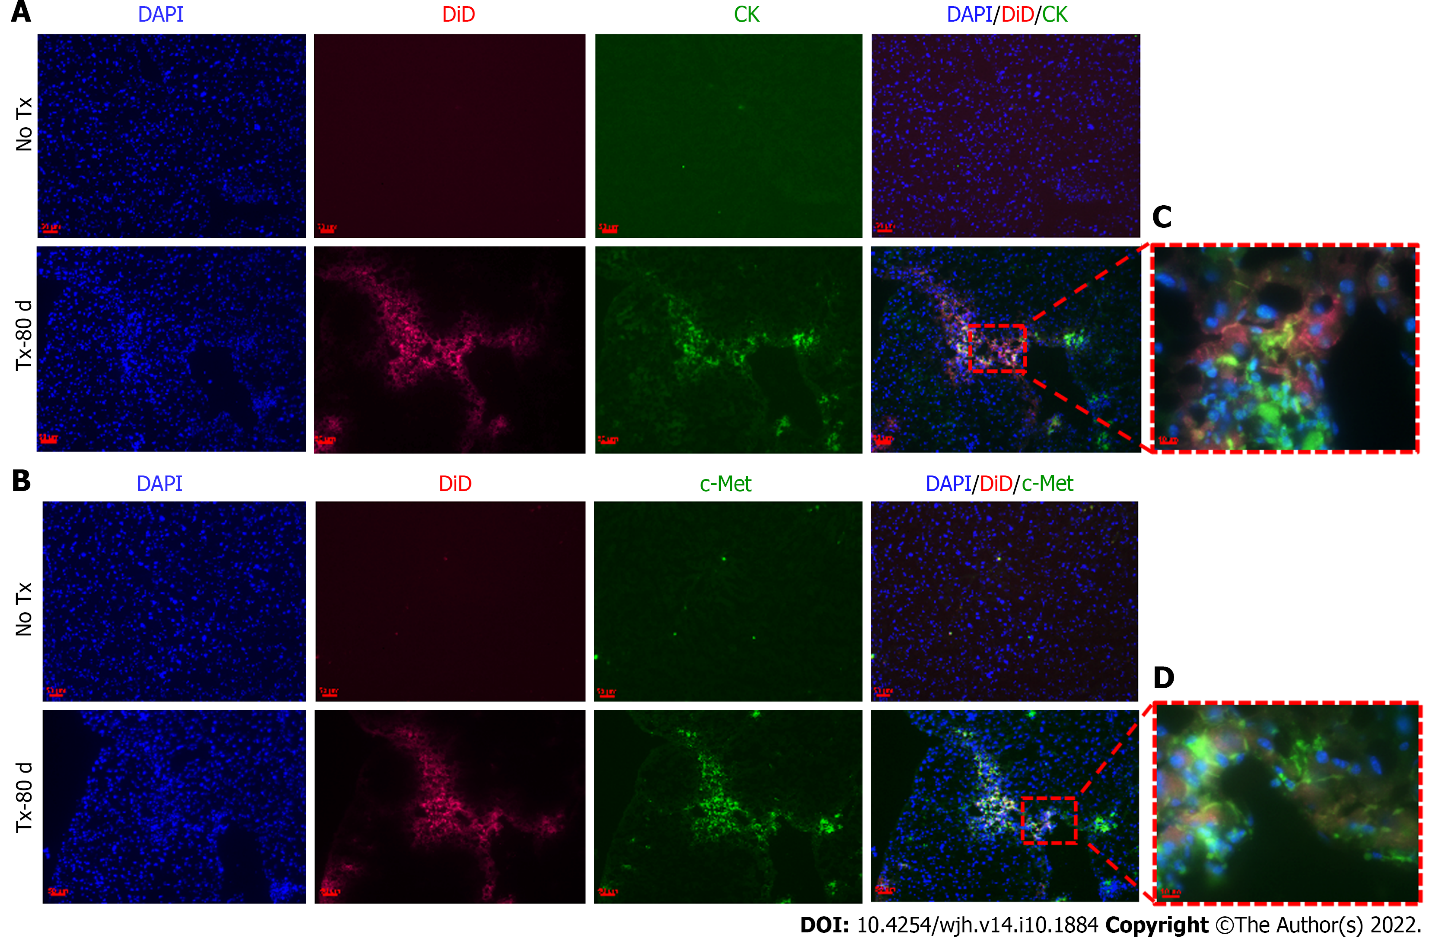 A
DAPI
DiD
CK
DAPI/DiD/CK
No Tx
Tx-80 d
C
B
DAPI
DiD
c-Met
DAPI/DiD/c-Met
No Tx
Tx-80 d
D
DOI: 10.4254/wjh.v14.i10.1884 Copyright ©The Author(s) 2022.